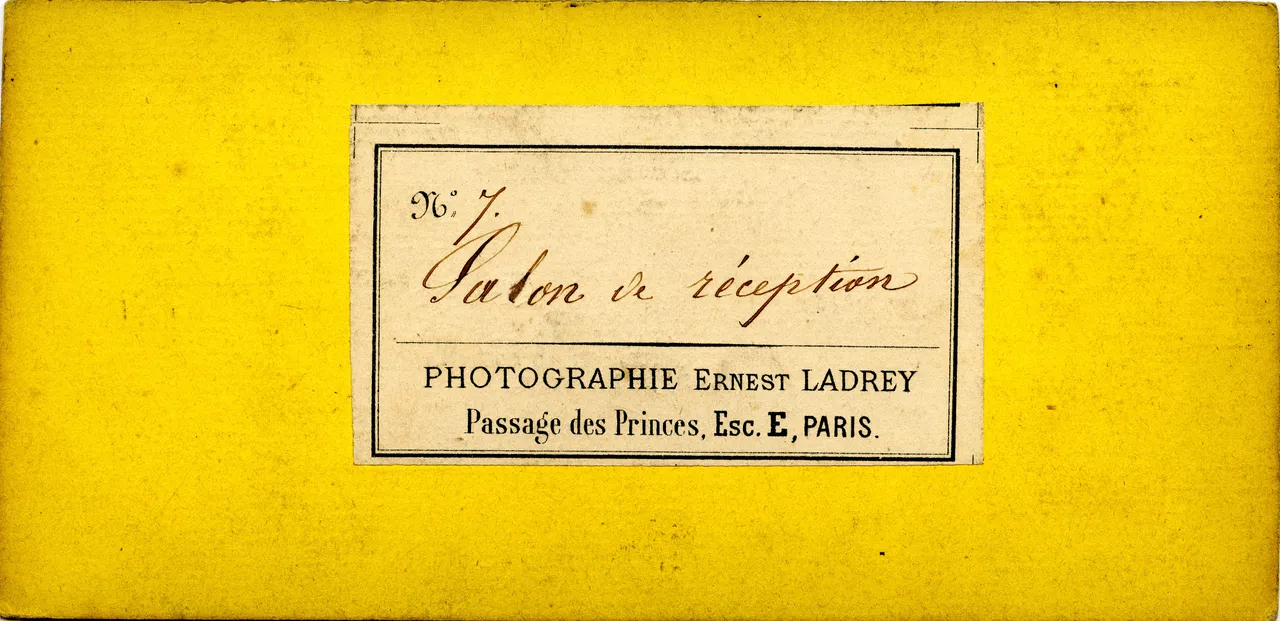 Nº 7.
Salon de réception
PHOTOGRAPHIE ERNEST LADREY
Passage des Princes, Esc. E, PARIS.